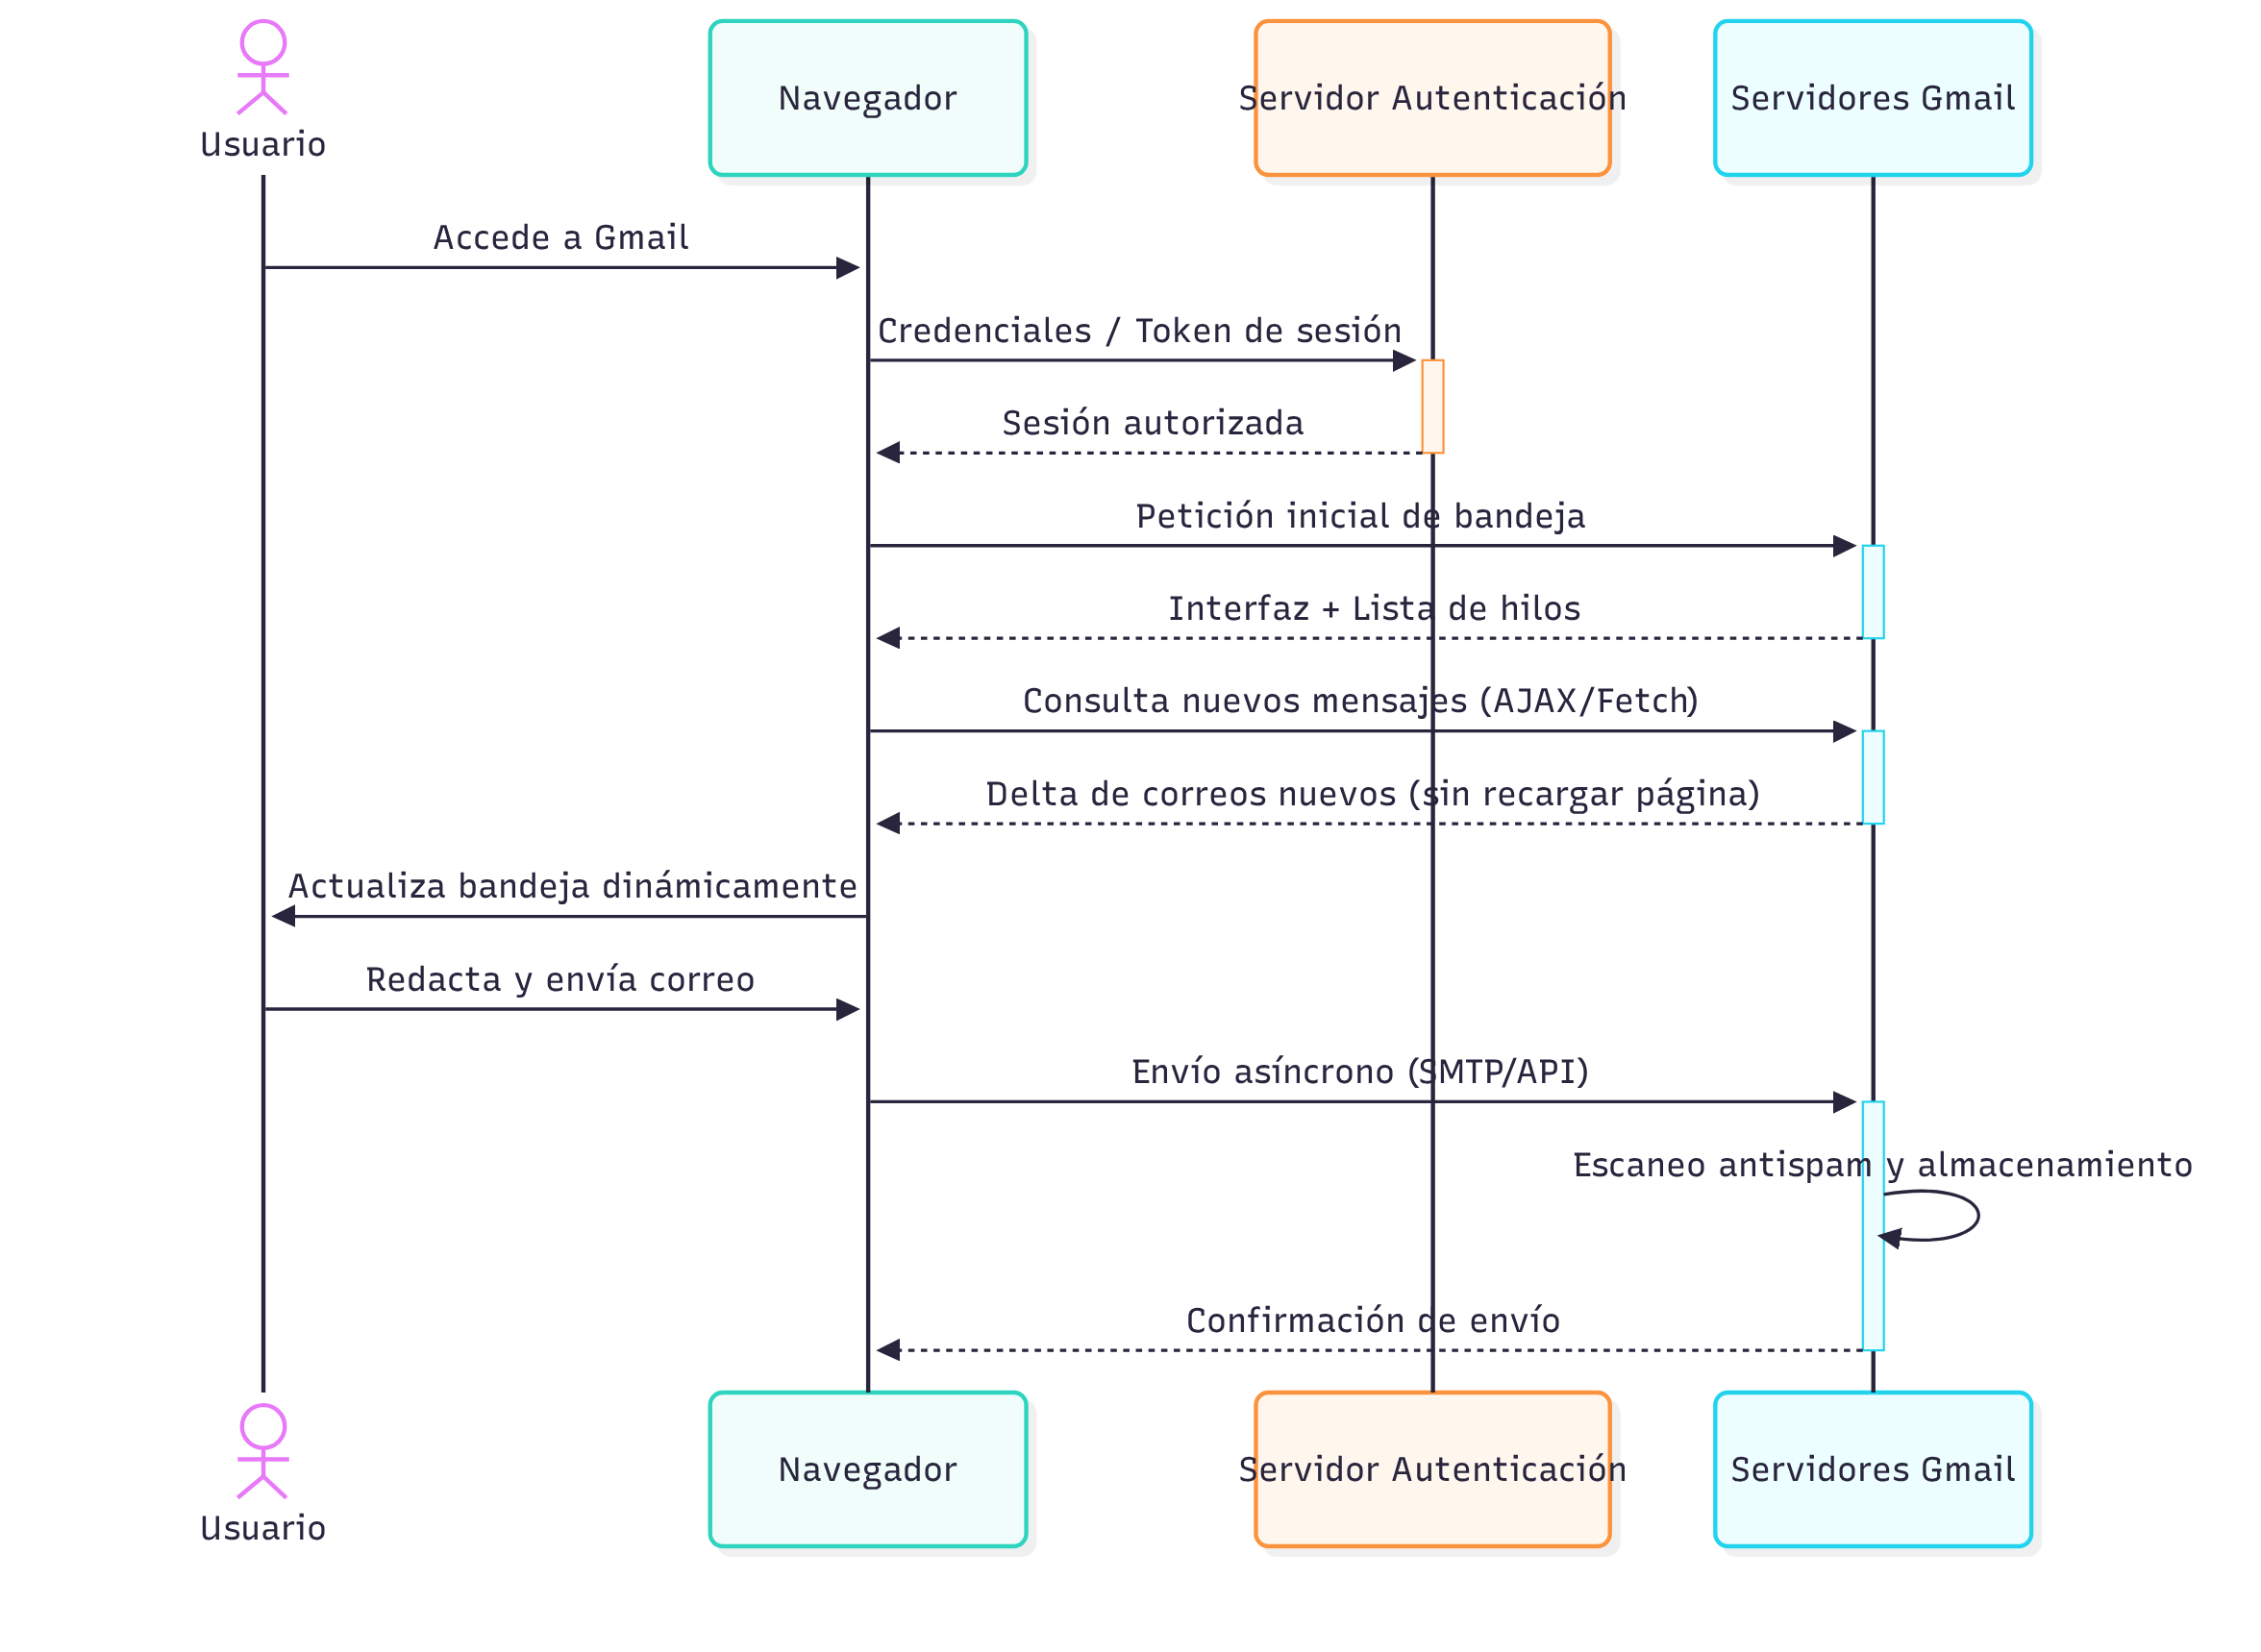 Usuario
Navegador
Servidor Autenticación
Servidores Gmail
Accede a Gmail
Credenciales / Token de sesión
Sesión autorizada
Petición inicial de bandeja
Interfaz + Lista de hilos
Consulta nuevos mensajes (AJAX/Fetch)
Delta de correos nuevos (sin recargar página)
Actualiza bandeja dinámicamente
Redacta y envía correo
Envío asíncrono (SMTP/API)
Escaneo antispam y almacenamiento
Confirmación de envío
Usuario
Navegador
Servidor Autenticación
Servidores Gmail